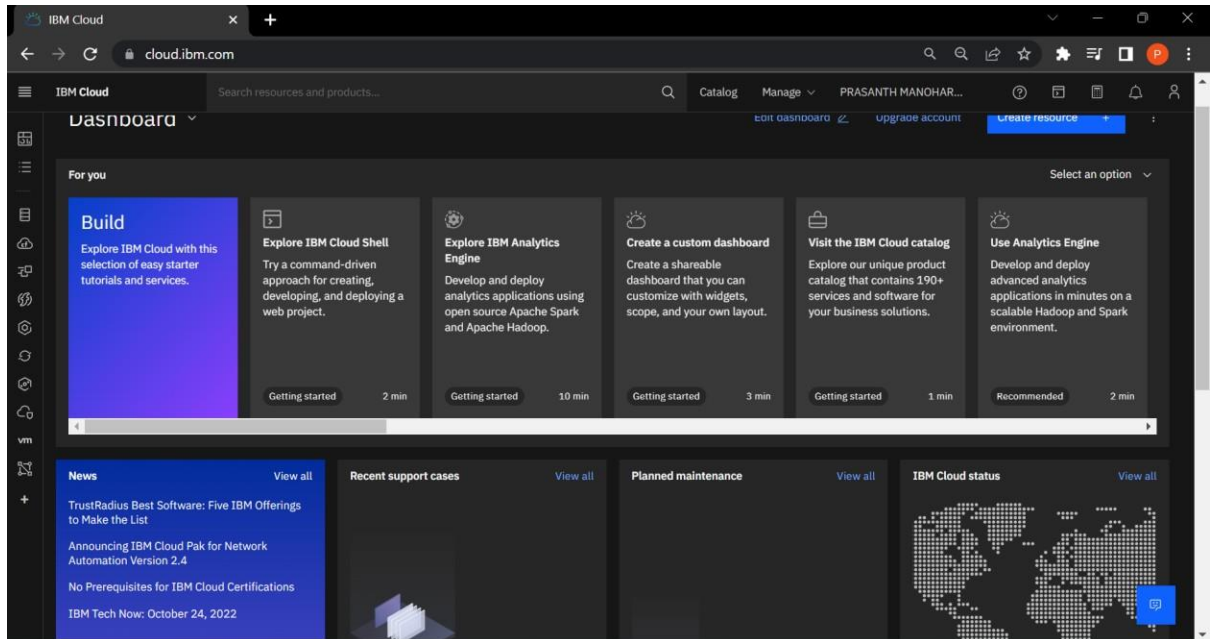 IBM Cloud
cloud.ibm.com
P
IBM Cloud
Search resources and products...
Catalog
Manage
PRASANTH MANOHAR...
Dashboard
Edit dashboard
Upgrade account
Create resource +
For you
Select an option
Build
Explore IBM Cloud with this
selection of easy starter
tutorials and services.
Explore IBM Cloud Shell
Try a command-driven
approach for creating,
developing, and deploying a
web project.
Getting started
2 min
Explore IBM Analytics
Engine
Develop and deploy
analytics applications using
open source Apache Spark
and Apache Hadoop.
Getting started
10 min
Create a custom dashboard
Create a shareable
dashboard that you can
customize with widgets,
scope, and your own layout.
Getting started
3 min
Visit the IBM Cloud catalog
Explore our unique product
catalog that contains 190+
services and software for
your business solutions.
Getting started
1 min
Use Analytics Engine
Develop and deploy
advanced analytics
applications in minutes on a
scalable Hadoop and Spark
environment.
Recommended
2 min
vm
News
View all
TrustRadius Best Software: Five IBM Offerings
to Make the List
Announcing IBM Cloud Pak for Network
Automation Version 2.4
No Prerequisites for IBM Cloud Certifications
IBM Tech Now: October 24, 2022
Recent support cases
View all
Planned maintenance
View all
IBM Cloud status
View all